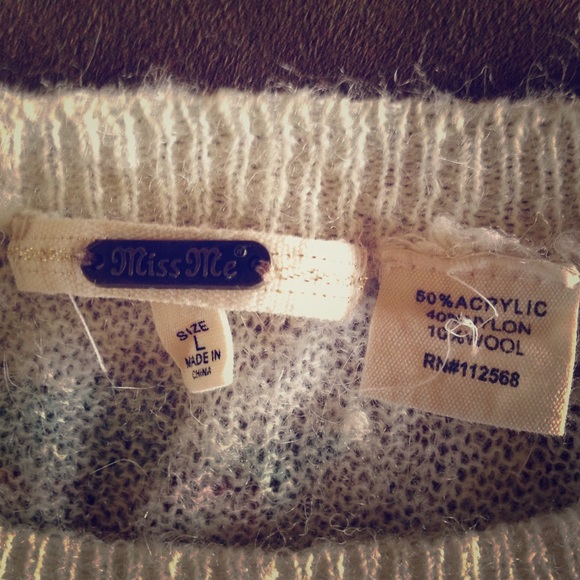 Miss Me
SIZE
L
MADE IN
CHINA
50% ACRYLIC
40% NYLON
10% WOOL
RN#112568